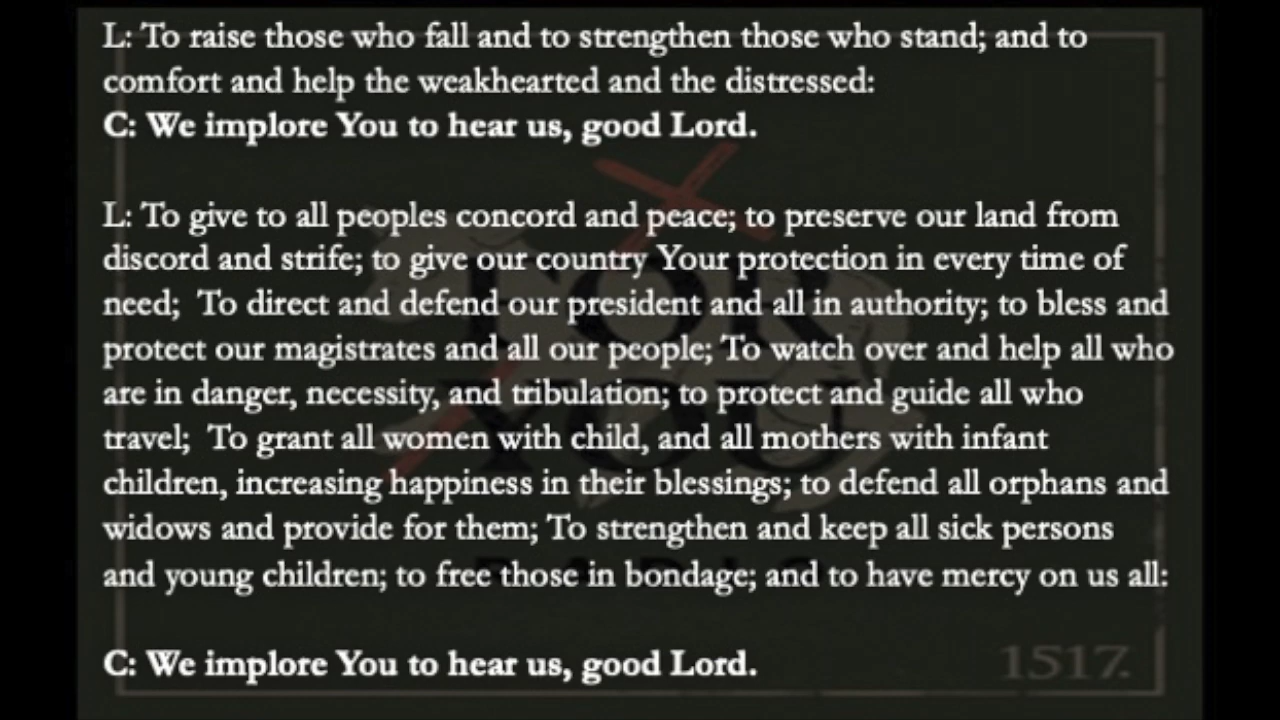 L: To raise those who fall and to strengthen those who stand; and to
comfort and help the weakhearted and the distressed:
C: We implore You to hear us, good Lord.
L: To give to all peoples concord and peace; to preserve our land from
discord and strife; to give our country Your protection in every time of
need;  To direct and defend our president and all in authority; to bless and
protect our magistrates and all our people; To watch over and help all who
are in danger, necessity, and tribulation; to protect and guide all who
travel;  To grant all women with child, and all mothers with infant
children, increasing happiness in their blessings; to defend all orphans and
widows and provide for them; To strengthen and keep all sick persons
and young children; to free those in bondage; and to have mercy on us all:
C: We implore You to hear us, good Lord.
FOR
YOU
RADIO
1517.